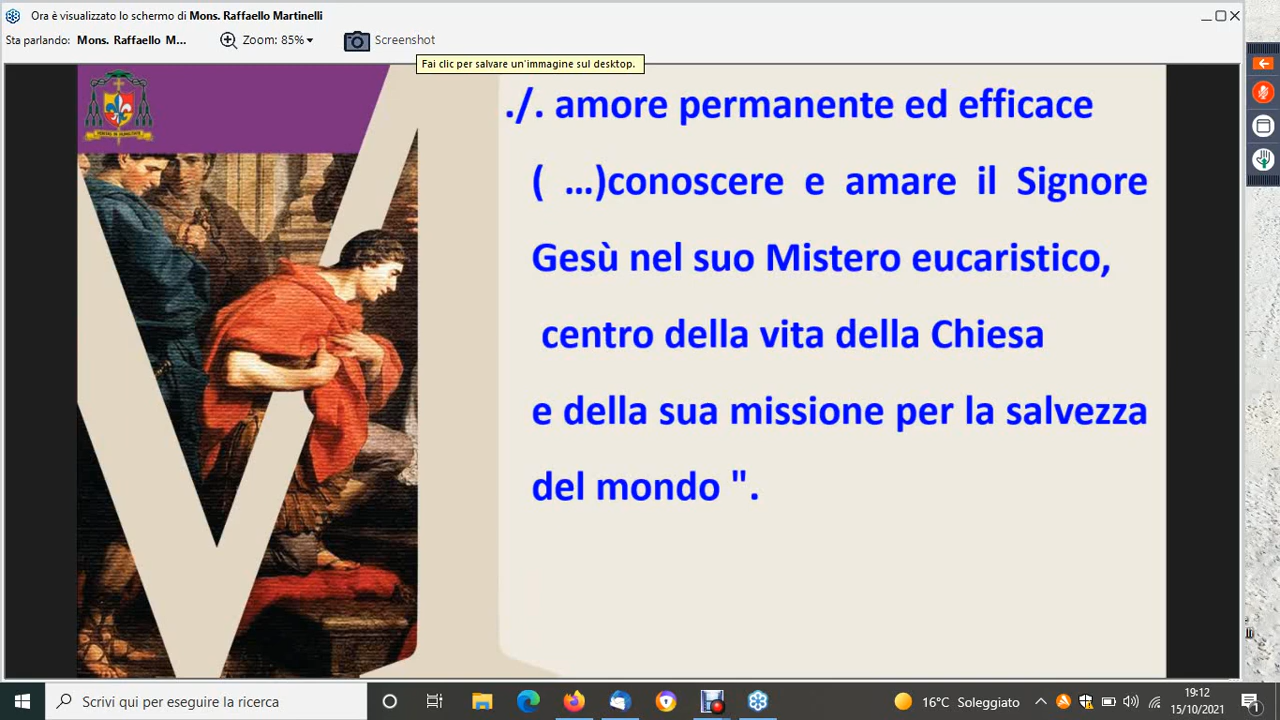 Ora è visualizzato lo schermo di Mons. Raffaello Martinelli
Sta parlando: Mons. Raffaello M...
Zoom: 85%
Screenshot
Fai clic per salvare un'immagine sul desktop.
./. amore permanente ed efficace
( …)conoscere e amare il Signore
Gesù nel suo Mistero eucaristico,
centro della vita della Chiesa
e della sua missione per la salvezza
del mondo ".
Scrivi qui per eseguire la ricerca
16°C Soleggiato
19:12
15/10/2021
1